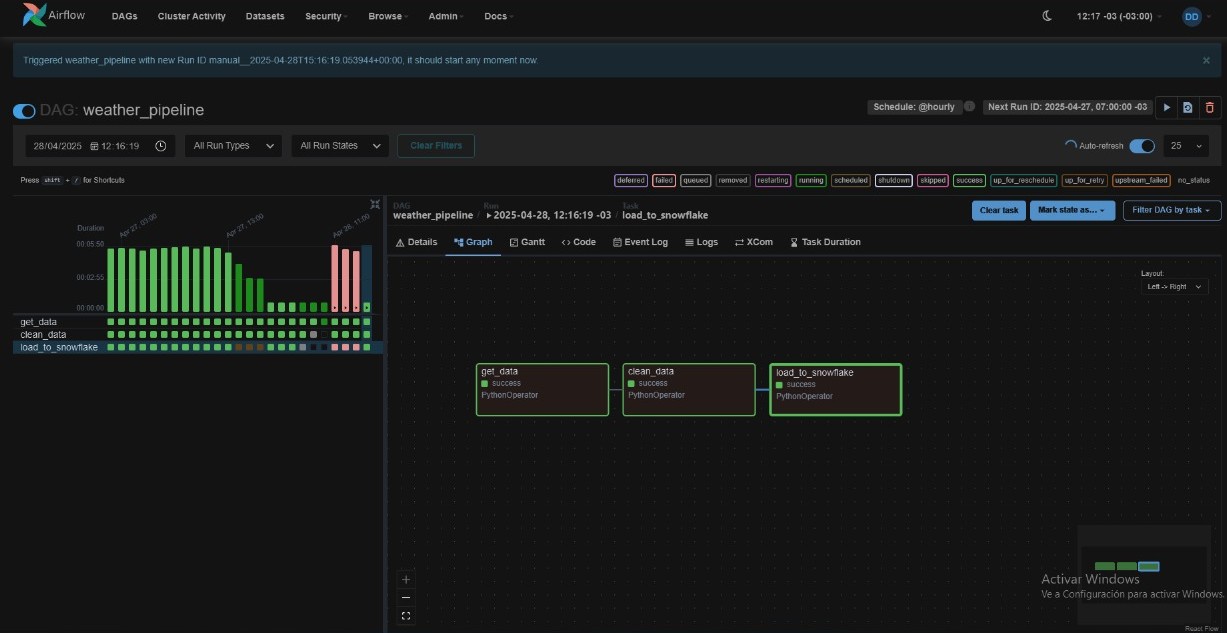 Airflow DAGs Cluster Activity Datasets Security Browse Admin Docs 12:17 -03 (-03:00) DD
Triggered weather_pipeline with new Run ID manual__2025-04-28T15:16:19.053944+00:00, it should start any moment now. ×
DAG: weather_pipeline Schedule: @hourly Next Run ID: 2025-04-27, 07:00:00 -03
28/04/2025 12:16:19 All Run Types All Run States Clear Filters Auto-refresh 25
Press shift + / for Shortcuts deferred failed queued removed restarting running scheduled shutdown skipped success up_for_reschedule up_for_retry upstream_failed no_status
DAG Run Task
weather_pipeline / 2025-04-28, 12:16:19 -03 / load_to_snowflake Clear task Mark state as... Filter DAG by task
Duration Apr 27, 03:00 Apr 27, 13:00 Apr 28, 11:00
00:05:50
00:02:55
00:00:00
get_data
clean_data
load_to_snowflake
Details Graph Gantt Code Event Log Logs XCom Task Duration
Layout:
Left -> Right
get_data
success
PythonOperator
clean_data
success
PythonOperator
load_to_snowflake
success
PythonOperator
Activar Windows
Ve a Configuración para activar Windows.
React Flow